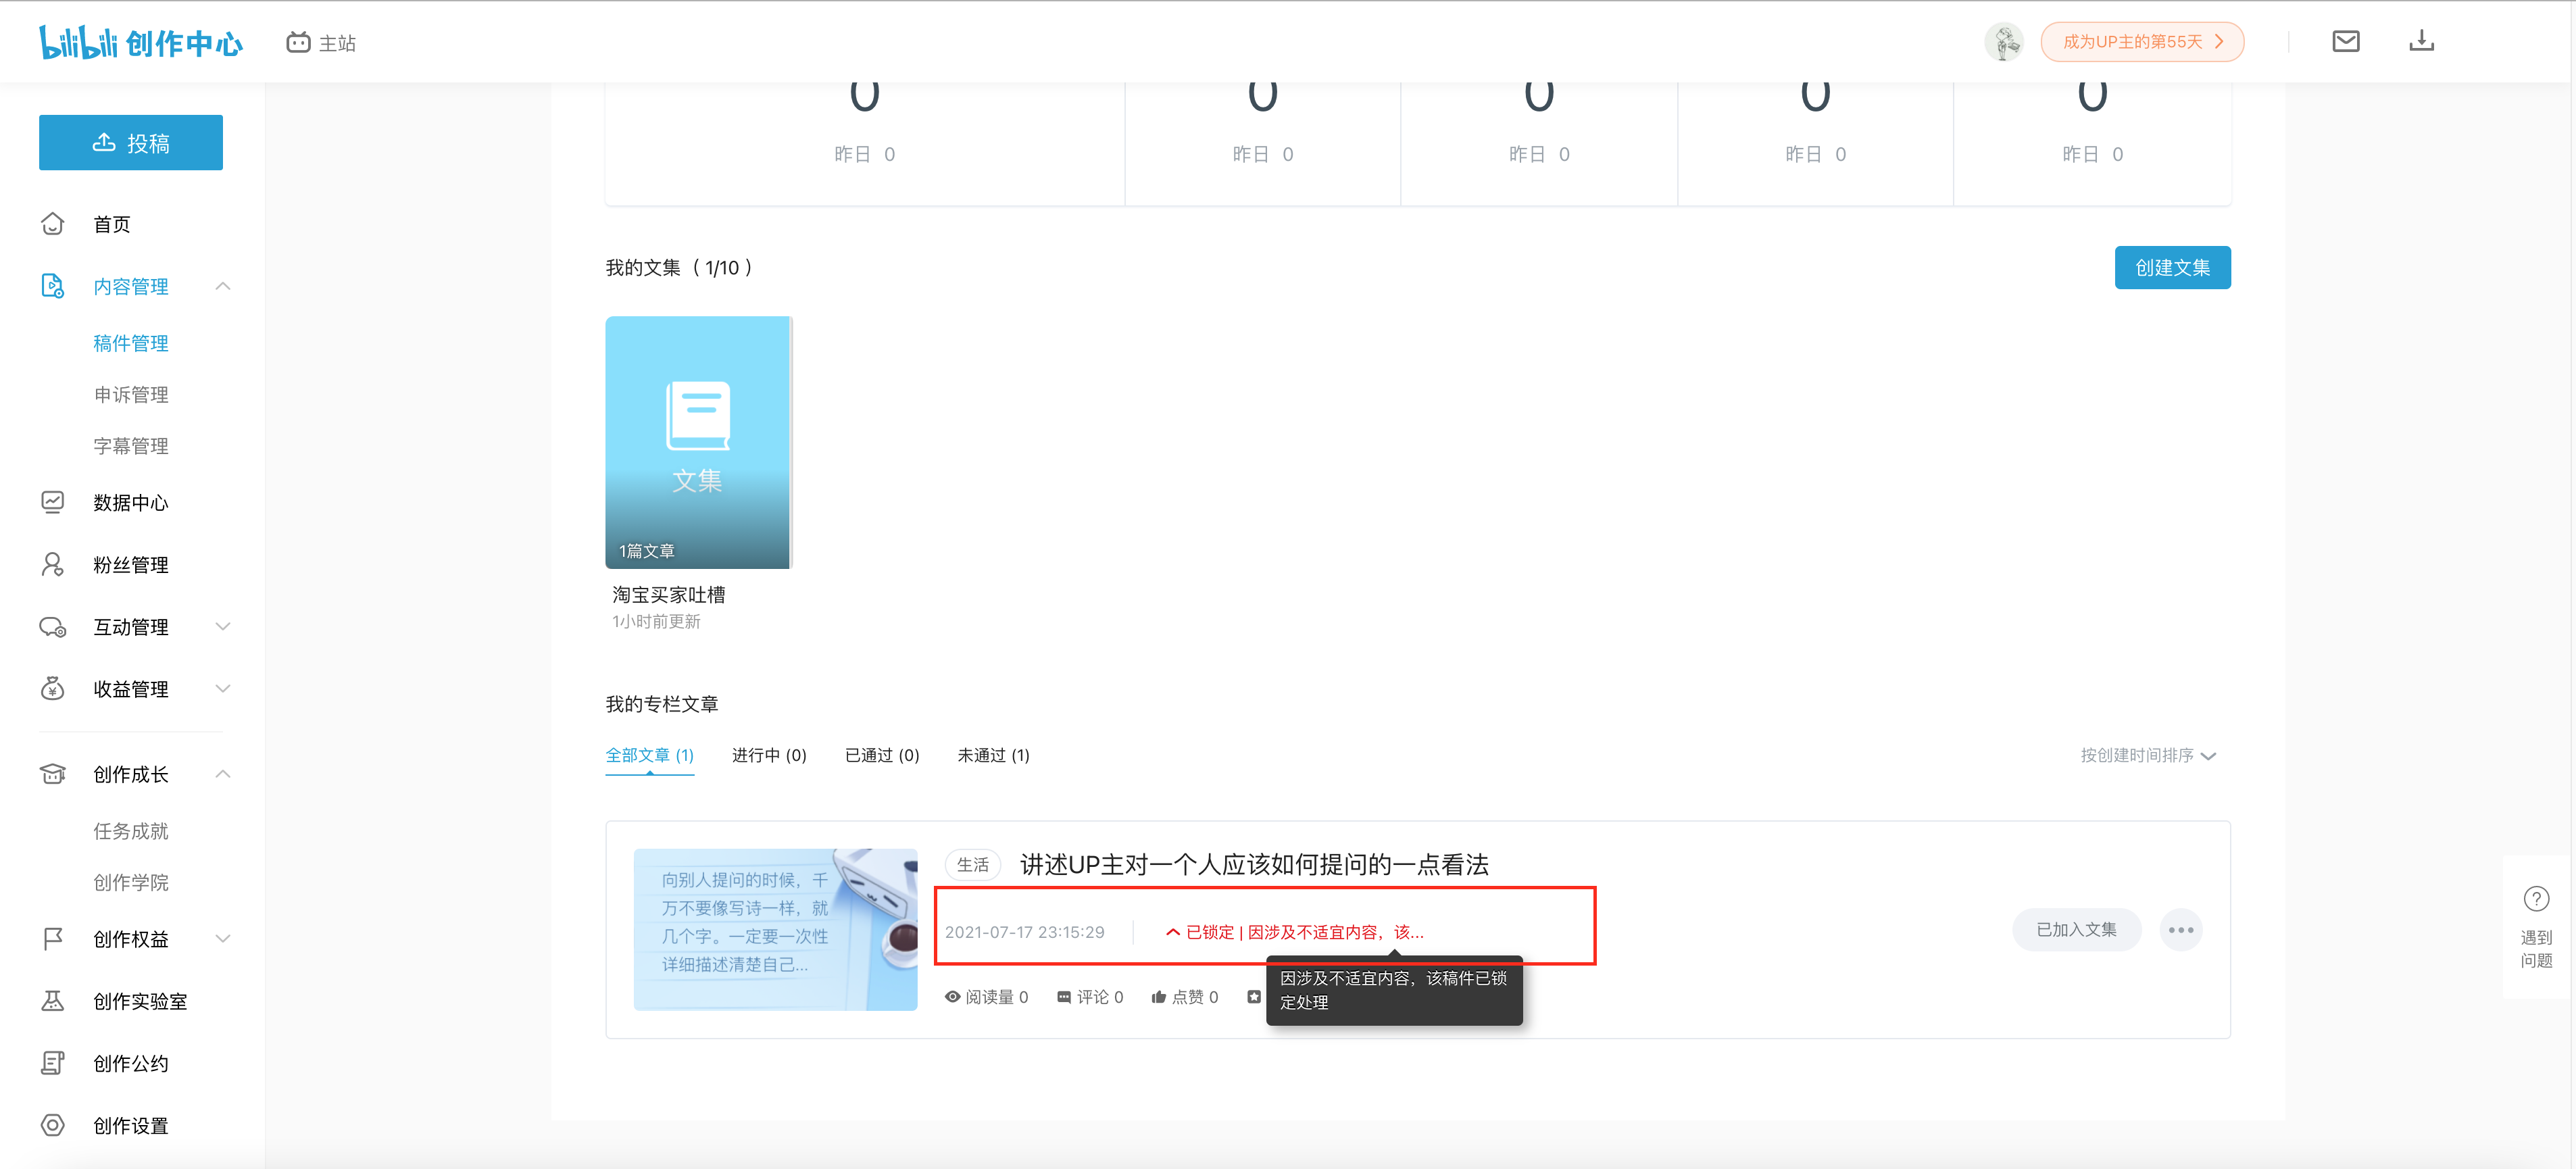 bilibili 创作中心
主站
成为UP主的第55天
投稿
首页
内容管理
稿件管理
申诉管理
字幕管理
数据中心
粉丝管理
互动管理
收益管理
创作成长
任务成就
创作学院
创作权益
创作实验室
创作公约
创作设置
0 0 0 0 0
昨日 0 昨日 0 昨日 0 昨日 0 昨日 0
我的文集（1/10）
创建文集
文集
1篇文章
淘宝买家吐槽
1小时前更新
我的专栏文章
全部文章 (1) 进行中 (0) 已通过 (0) 未通过 (1)
按创建时间排序
向别人提问的时候，千
万不要像写诗一样，就
几个字。一定要一次性
详细描述清楚自己...
生活 讲述UP主对一个人应该如何提问的一点看法
2021-07-17 23:15:29 已锁定 | 因涉及不适宜内容，该...
因涉及不适宜内容，该稿件已锁
定处理
阅读量 0 评论 0 点赞 0
已加入文集
遇到
问题